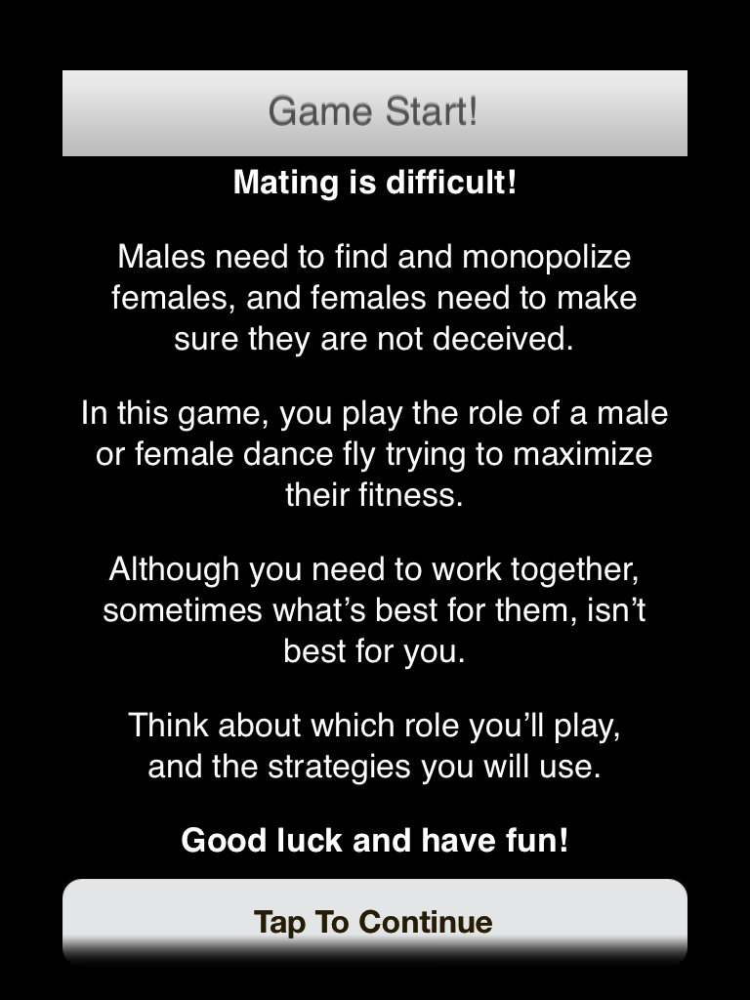 Game Start!
Mating is difficult!
Males need to find and monopolize
females, and females need to make
sure they are not deceived.
In this game, you play the role of a male
or female dance fly trying to maximize
their fitness.
Although you need to work together,
sometimes what’s best for them, isn’t
best for you.
Think about which role you’ll play,
and the strategies you will use.
Good luck and have fun!
Tap To Continue